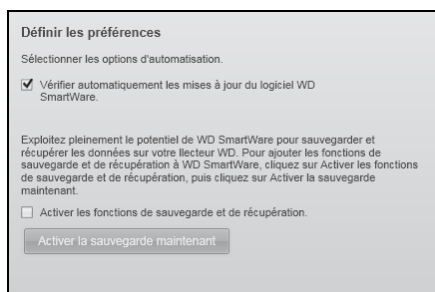 Définir les préférences
Sélectionner les options d'automatisation.
Vérifier automatiquement les mises à jour du logiciel WD
SmartWare.
Exploitez pleinement le potentiel de WD SmartWare pour sauvegarder et
récupérer les données sur votre llecteur WD. Pour ajouter les fonctions de
sauvegarde et de récupération à WD SmartWare, cliquez sur Activer les fonctions
de sauvegarde et de récupération, puis cliquez sur Activer la sauvegarde
maintenant.
Activer les fonctions de sauvegarde et de récupération.
Activer la sauvegarde maintenant